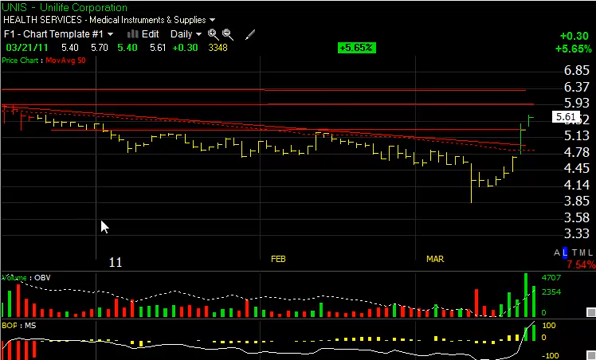 UNIS - Unilife Corporation
HEALTH SERVICES - Medical Instruments & Supplies
F1 - Chart Template #1 Edit Daily
+0.30
03/21/11 5.40 5.70 5.40 5.61 +0.30 3348 +5.65%
+5.65%
Price Chart : MovAvg 50
6.85
6.37
5.93
5.61
5.13
4.78
4.45
4.14
3.85
3.58
3.33
A L T M L
11 FEB MAR
7.54%
Volume : OBV
4707
2354
0
BOP : MS
100
0
-100